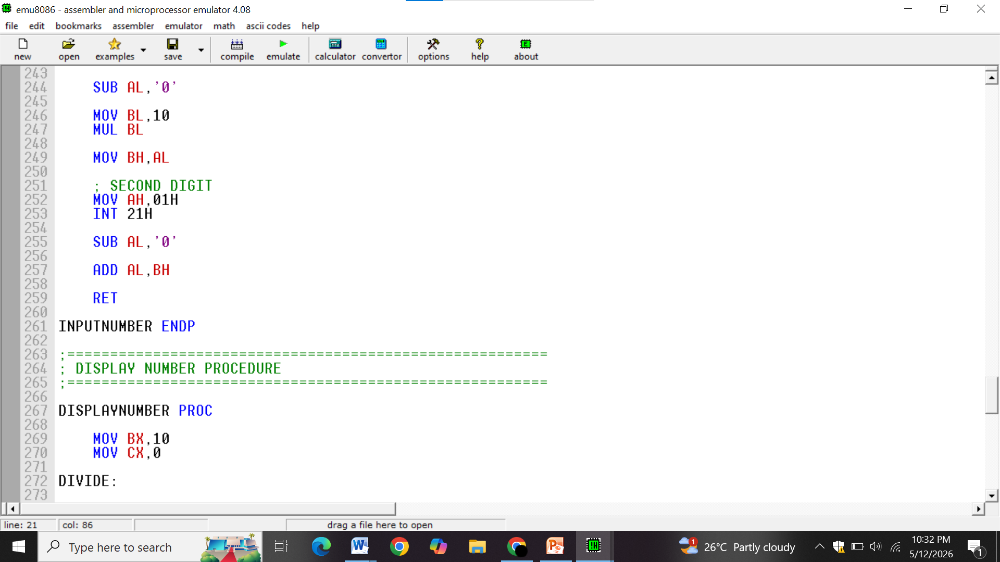 emu8086 - assembler and microprocessor emulator 4.08
file edit bookmarks assembler emulator math ascii codes help
new open examples save compile emulate calculator convertor options help about
243
244 SUB AL,'0'
245
246 MOV BL,10
247 MUL BL
248
249 MOV BH,AL
250
251 ; SECOND DIGIT
252 MOV AH,01H
253 INT 21H
254
255 SUB AL,'0'
256
257 ADD AL,BH
258
259 RET
260
261 INPUTNUMBER ENDP
262
263 ;========================================================
264 ; DISPLAY NUMBER PROCEDURE
265 ;========================================================
266
267 DISPLAYNUMBER PROC
268
269 MOV BX,10
270 MOV CX,0
271
272 DIVIDE:
273
line: 21 col: 86 drag a file here to open
Type here to search
1 26°C Partly cloudy
10:32 PM
5/12/2026
1